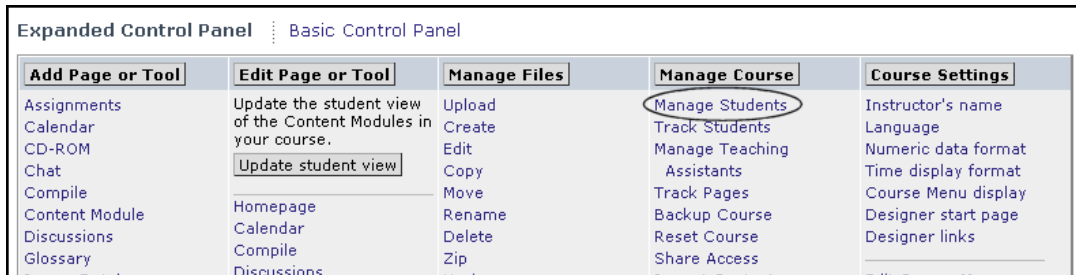 Expanded Control Panel Basic Control Panel
Add Page or Tool
Assignments
Calendar
CD-ROM
Chat
Compile
Content Module
Discussions
Glossary
Edit Page or Tool
Update the student view
of the Content Modules in
your course.
Update student view
Homepage
Calendar
Compile
Discussions
Manage Files
Upload
Create
Edit
Copy
Move
Rename
Delete
Zip
Manage Course
Manage Students
Track Students
Manage Teaching
Assistants
Track Pages
Backup Course
Reset Course
Share Access
Course Settings
Instructor's name
Language
Numeric data format
Time display format
Course Menu display
Designer start page
Designer links